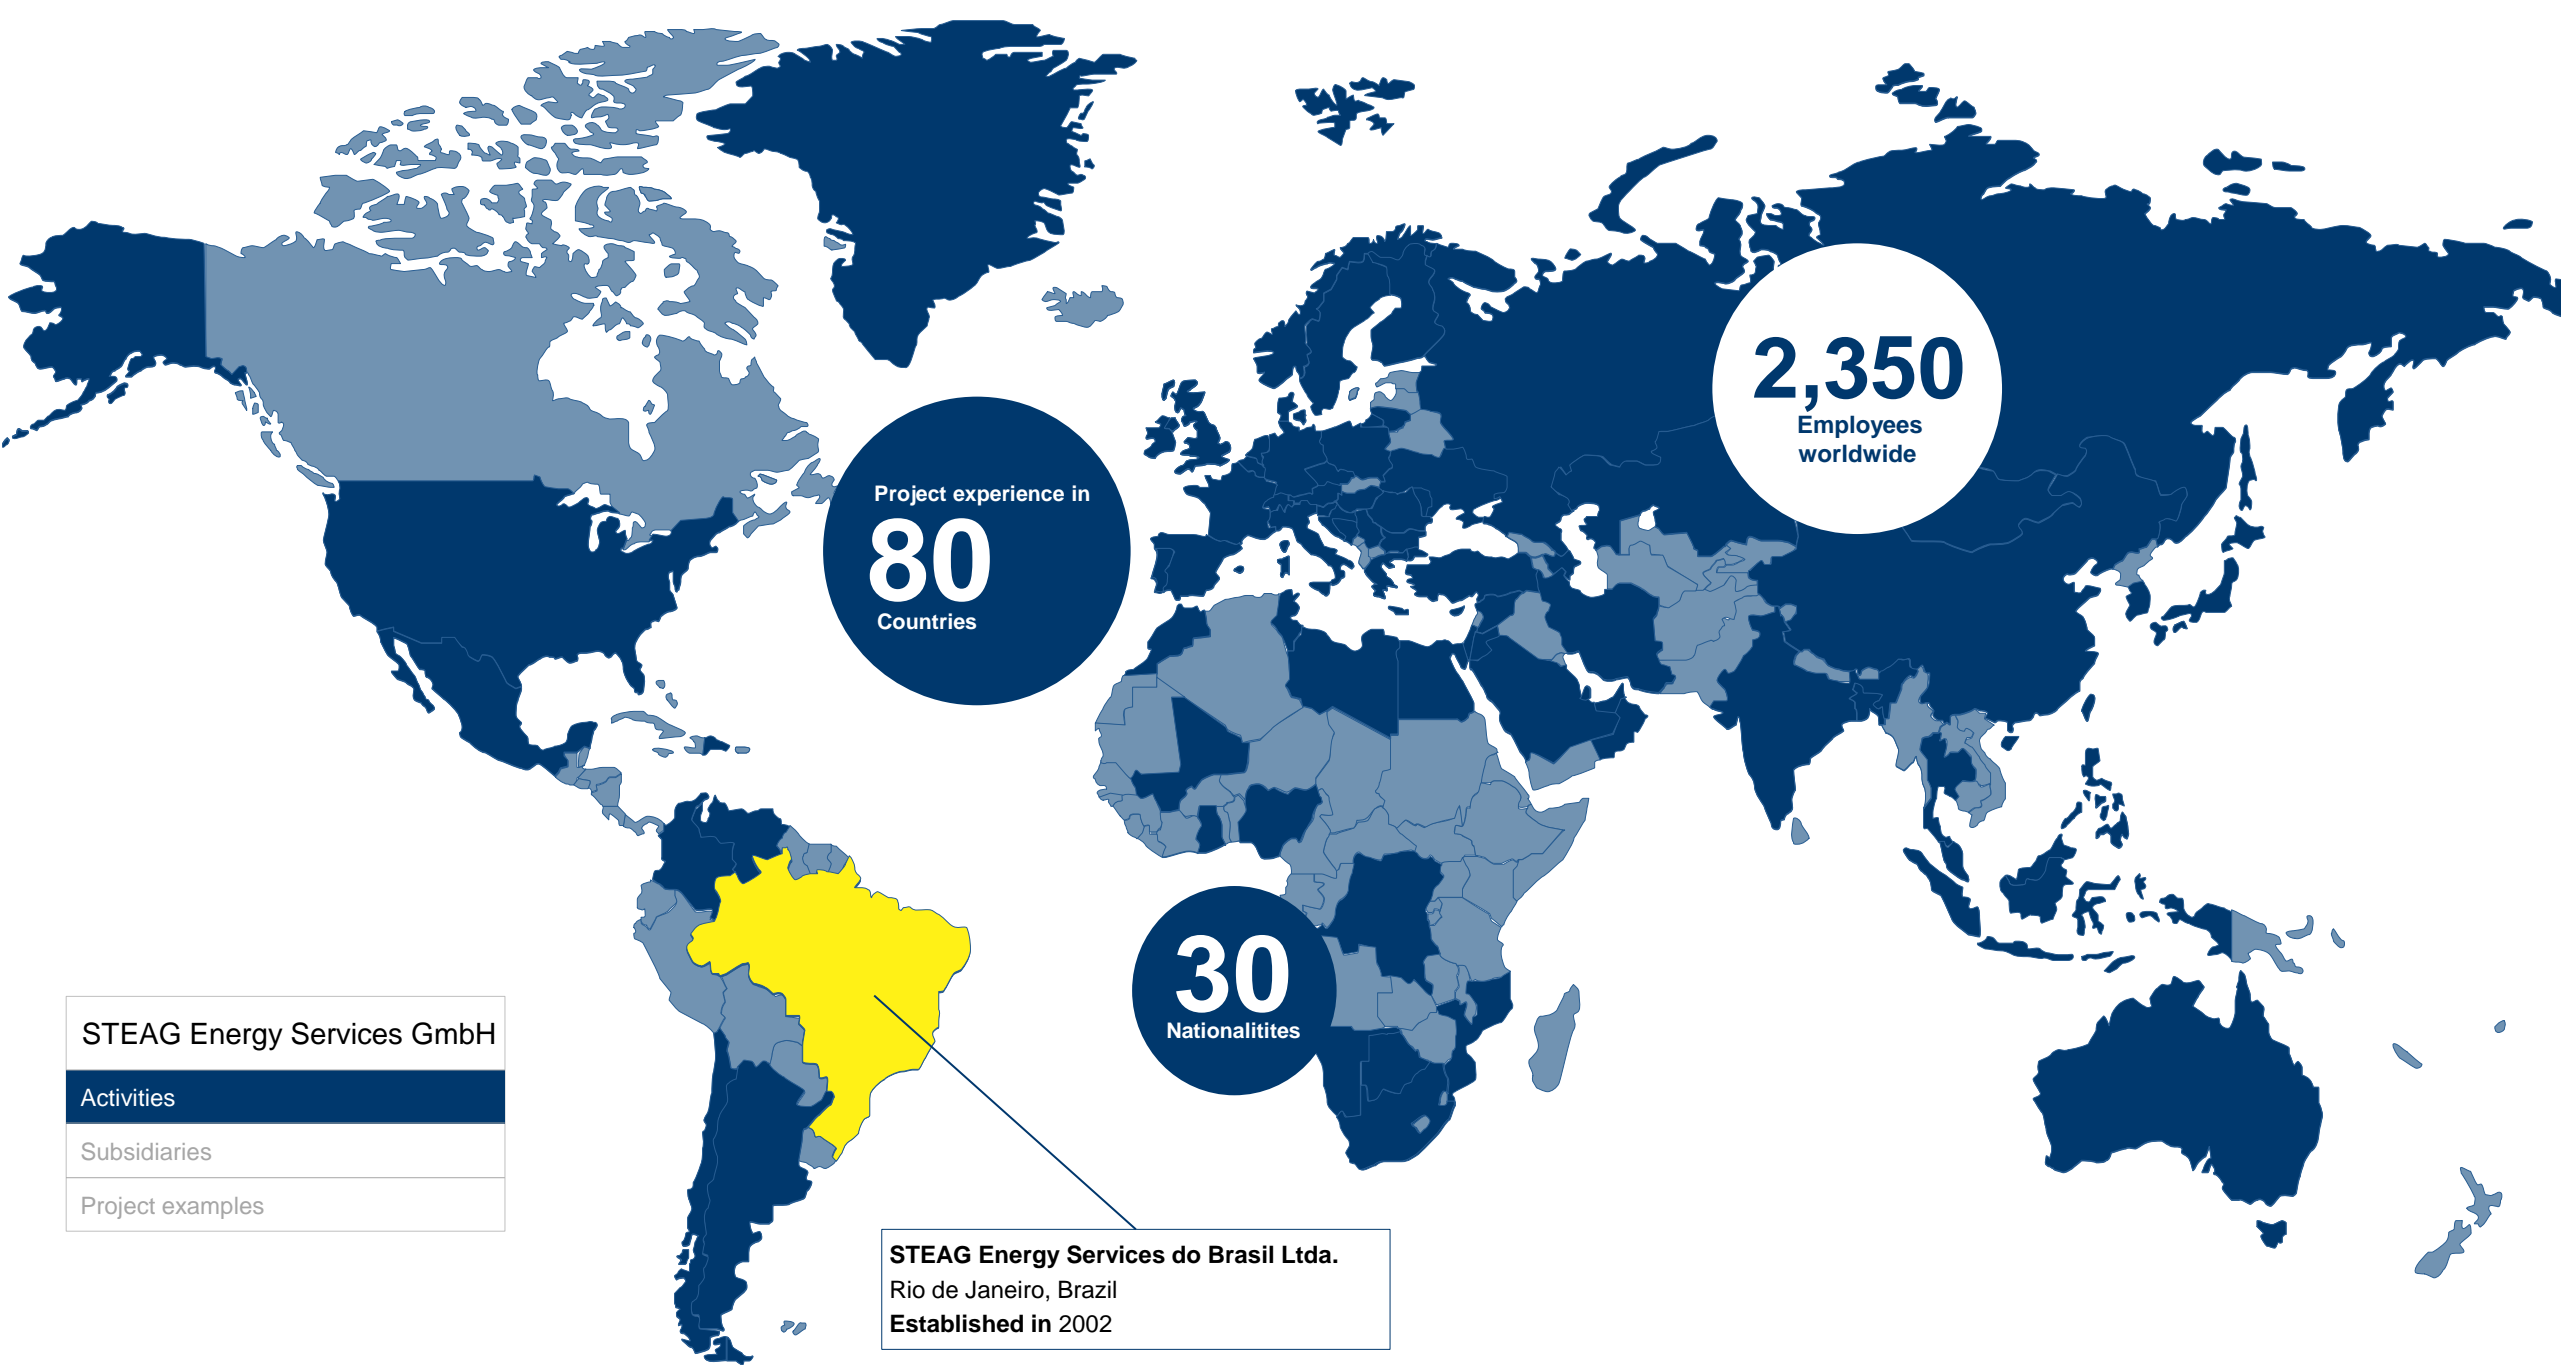 2,350
Employees
worldwide
Project experience in
80
Countries
30
Nationalitites
STEAG Energy Services GmbH
Activities
Subsidiaries
Project examples
STEAG Energy Services do Brasil Ltda.
Rio de Janeiro, Brazil
Established in 2002